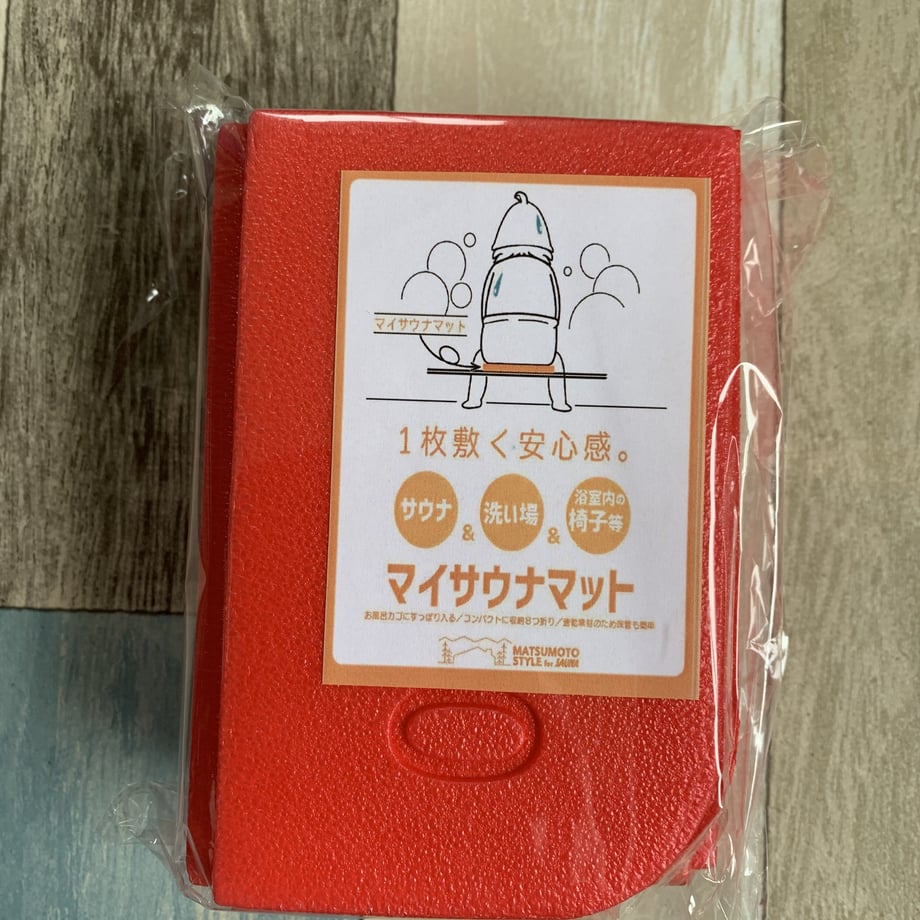 マイサウナマット
1枚敷く安心感。
サウナ
&
洗い場
&
浴室内の
椅子等
マイサウナマット
お風呂カゴにすっぽり入る/コンパクトに収納8つ折り/速乾素材のため保管も簡単
MATSUMOTO
STYLE for SAUNA